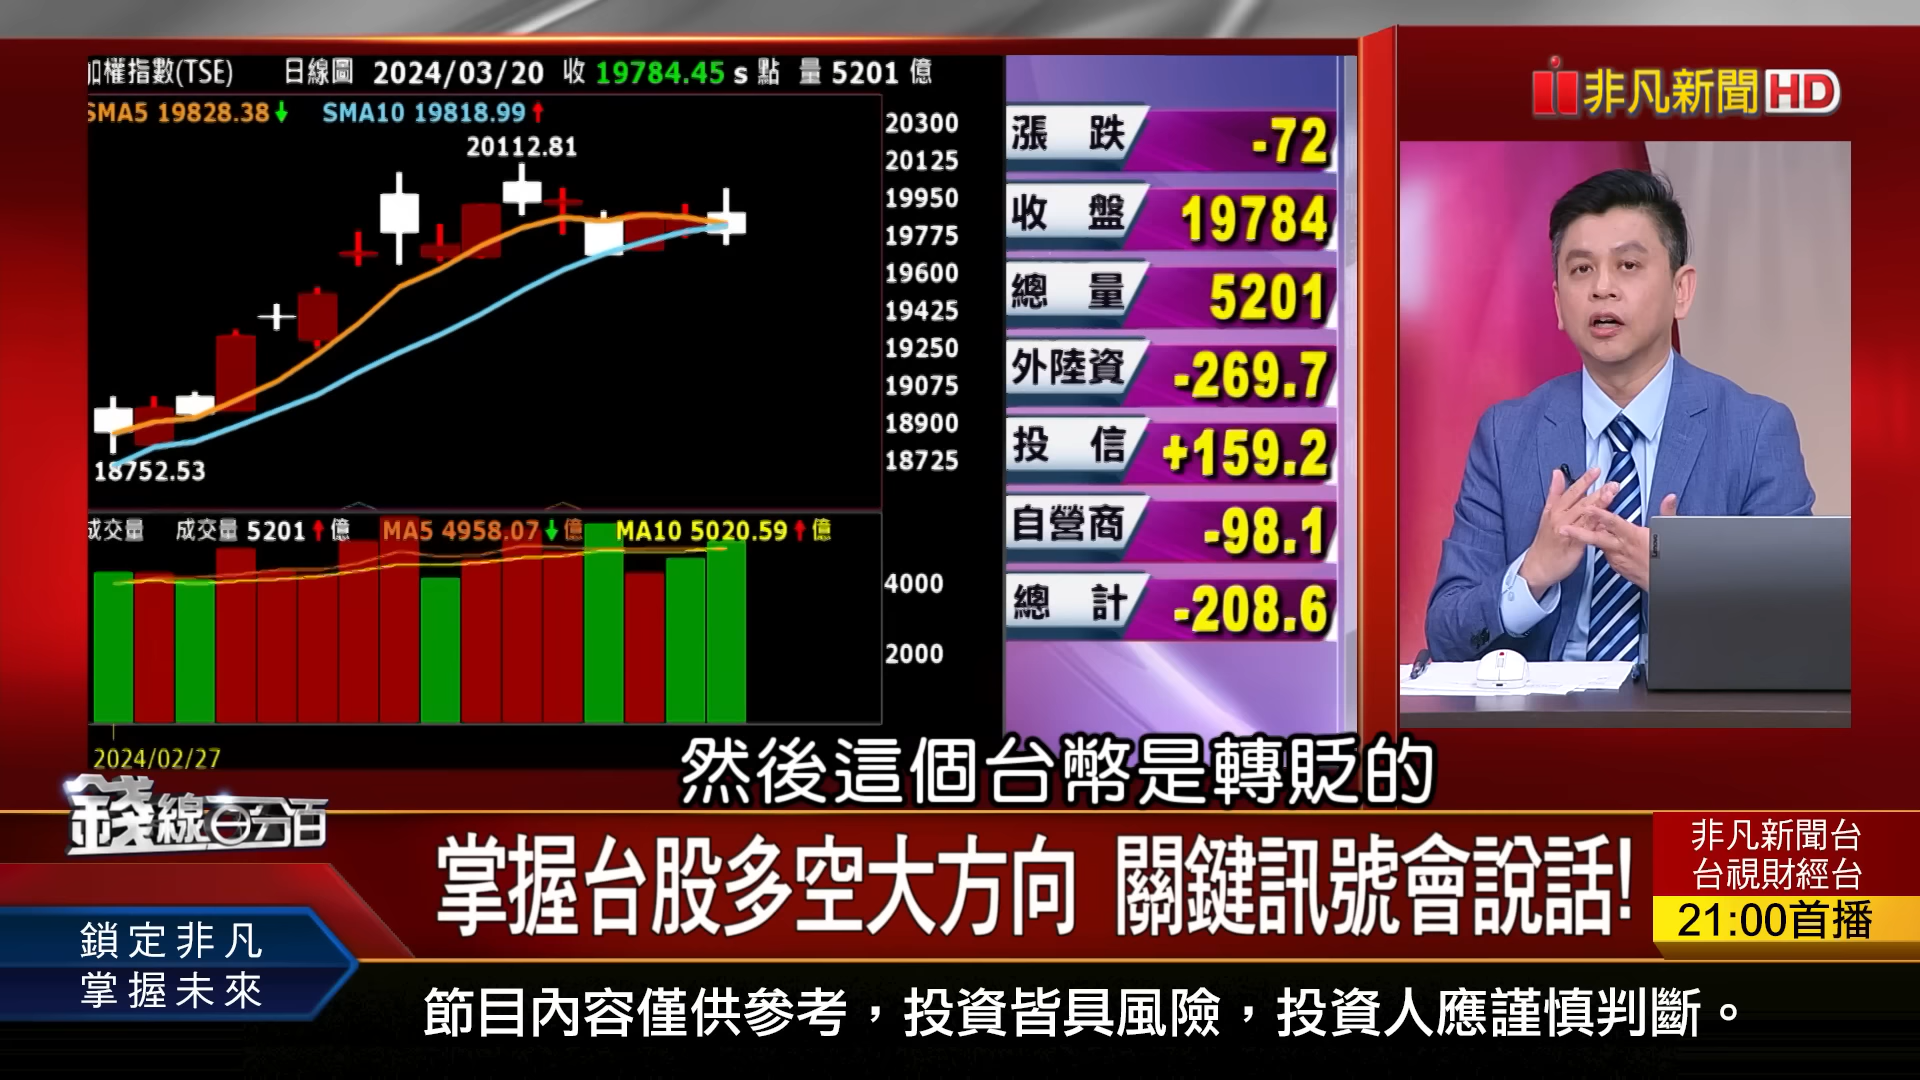 加權指數(TSE) 日線圖 2024/03/20 收 19784.45 s 點 量 5201 億
SMA5 19828.38↓ SMA10 19818.99↑
20112.81
18752.53
20300
20125
19950
19775
19600
19425
19250
19075
18900
18725
成交量 成交量 5201↑億 MA5 4958.07↓億 MA10 5020.59↑億
4000
2000
2024/02/27
漲跌 -72
收盤 19784
總量 5201
外陸資 -269.7
投信 +159.2
自營商 -98.1
總計 -208.6
非凡新聞HD
Lenovo
然後這個台幣是轉貶的
錢線百分百
掌握台股多空大方向 關鍵訊號會說話!
非凡新聞台
台視財經台
21:00首播
鎖定非凡
掌握未來
節目內容僅供參考，投資皆具風險，投資人應謹慎判斷。